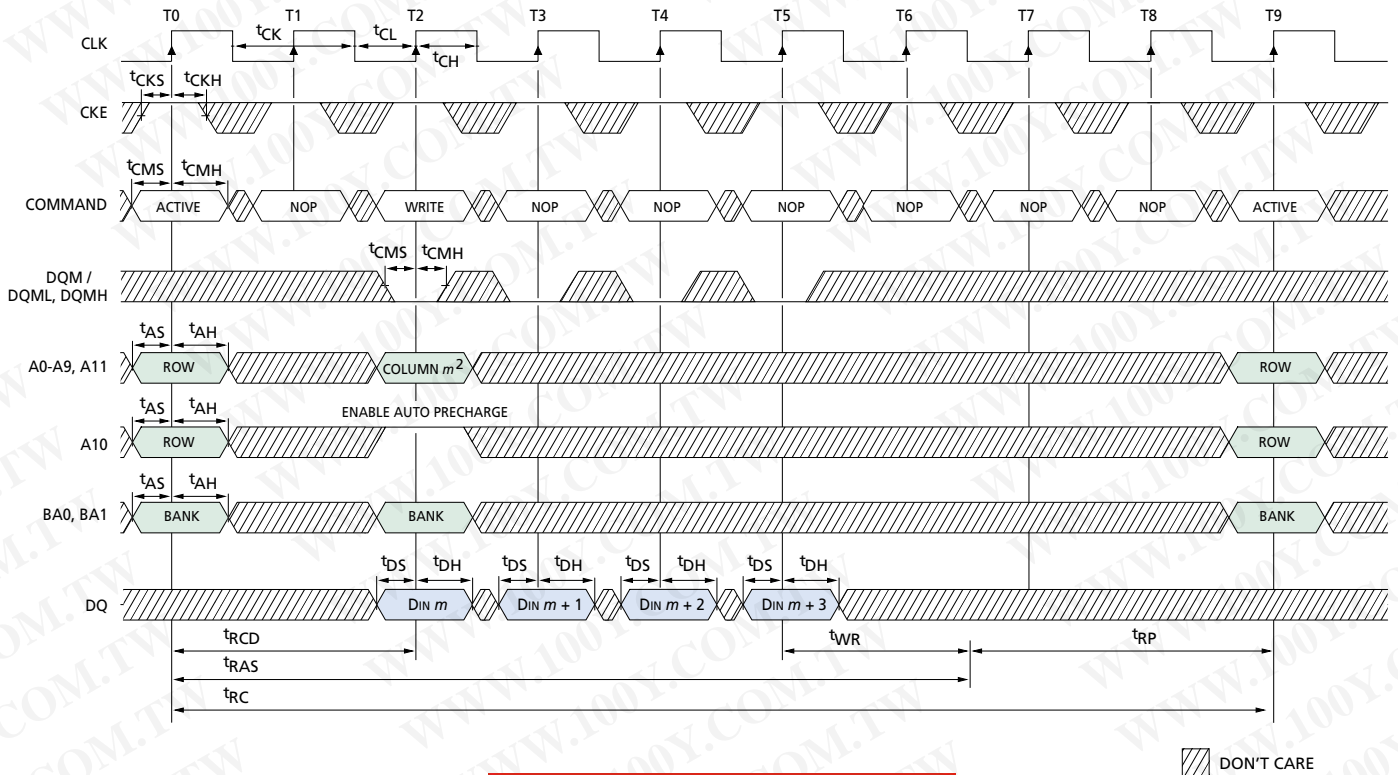 T0 T1 T2 T3 T4 T5 T6 T7 T8 T9
CLK
tCK tCL tCH
tCKS tCKH
CKE
tCMS tCMH
COMMAND ACTIVE NOP WRITE NOP NOP NOP NOP NOP NOP ACTIVE
tCMS tCMH
DQM /
DQML, DQMH
tAS tAH
A0-A9, A11 ROW COLUMN m2 ROW
ENABLE AUTO PRECHARGE
tAS tAH
A10 ROW ROW
tAS tAH
BA0, BA1 BANK BANK BANK
tDS tDH tDS tDH tDS tDH tDS tDH
DQ DIN m DIN m + 1 DIN m + 2 DIN m + 3
tRCD tWR tRP
tRAS
tRC
DON'T CARE
WWW.100Y.COM.TW